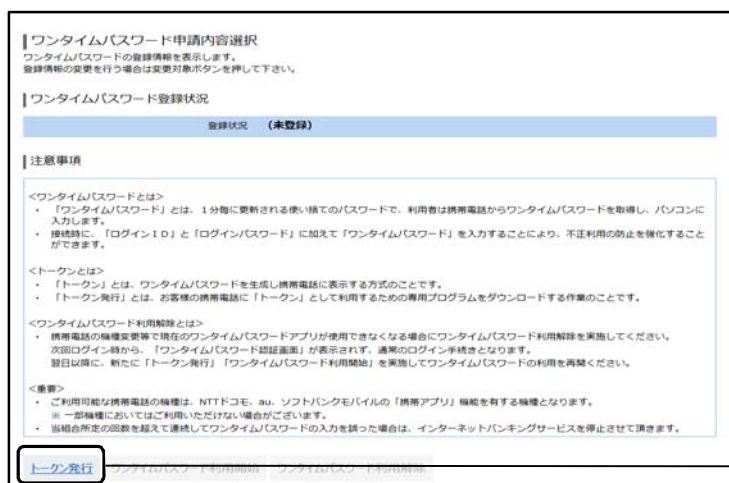 ワンタイムパスワード申請内容選択
ワンタイムパスワードの登録情報を表示します。
登録情報の変更を行う場合は変更対象ボタンを押して下さい。
ワンタイムパスワード登録状況
登録状況 (未登録)
注意事項
<ワンタイムパスワードとは>
・ 「ワンタイムパスワード」とは、1分毎に更新される使い捨てのパスワードで、利用者は携帯電話からワンタイムパスワードを取得し、パソコンに
入力します。
・ 接続時に、「ログインID」と「ログインパスワード」に加えて「ワンタイムパスワード」を入力することにより、不正利用の防止を強化すること
ができます。
<トークンとは>
・ 「トークン」とは、ワンタイムパスワードを生成し携帯電話に表示する方式のことです。
・ 「トークン発行」とは、お客様の携帯電話に「トークン」として利用するための専用プログラムをダウンロードする作業のことです。
<ワンタイムパスワード利用解除とは>
・ 携帯電話の機種変更等で現在のワンタイムパスワードアプリが使用できなくなる場合にワンタイムパスワード利用解除を実施してください。
次回ログイン時から、「ワンタイムパスワード認証画面」が表示されず、通常のログイン手続きとなります。
翌日以降に、新たに「トークン発行」「ワンタイムパスワード利用開始」を実施してワンタイムパスワードの利用を再開ください。
<重要>
・ ご利用可能な携帯電話の機種は、NTTドコモ、au、ソフトバンクモバイルの「携帯アプリ」機能を有する機種となります。
※ 一部機種においてはご利用いただけない場合がございます。
・ 当組合所定の回数を超えて連続してワンタイムパスワードの入力を誤った場合は、インターネットバンキングサービスを停止させて頂きます。
トークン発行 ワンタイムパスワード利用開始 ワンタイムパスワード利用解除